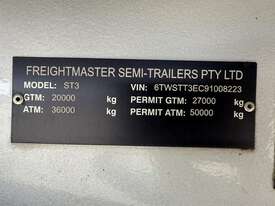 FREIGHTMASTER SEMI-TRAILERS PTY LTD
MODEL: ST3 VIN: 6TWSTT3EC91008223
GTM: 20000 kg PERMIT GTM: 27000 kg
ATM: 36000 kg PERMIT ATM: 50000 kg